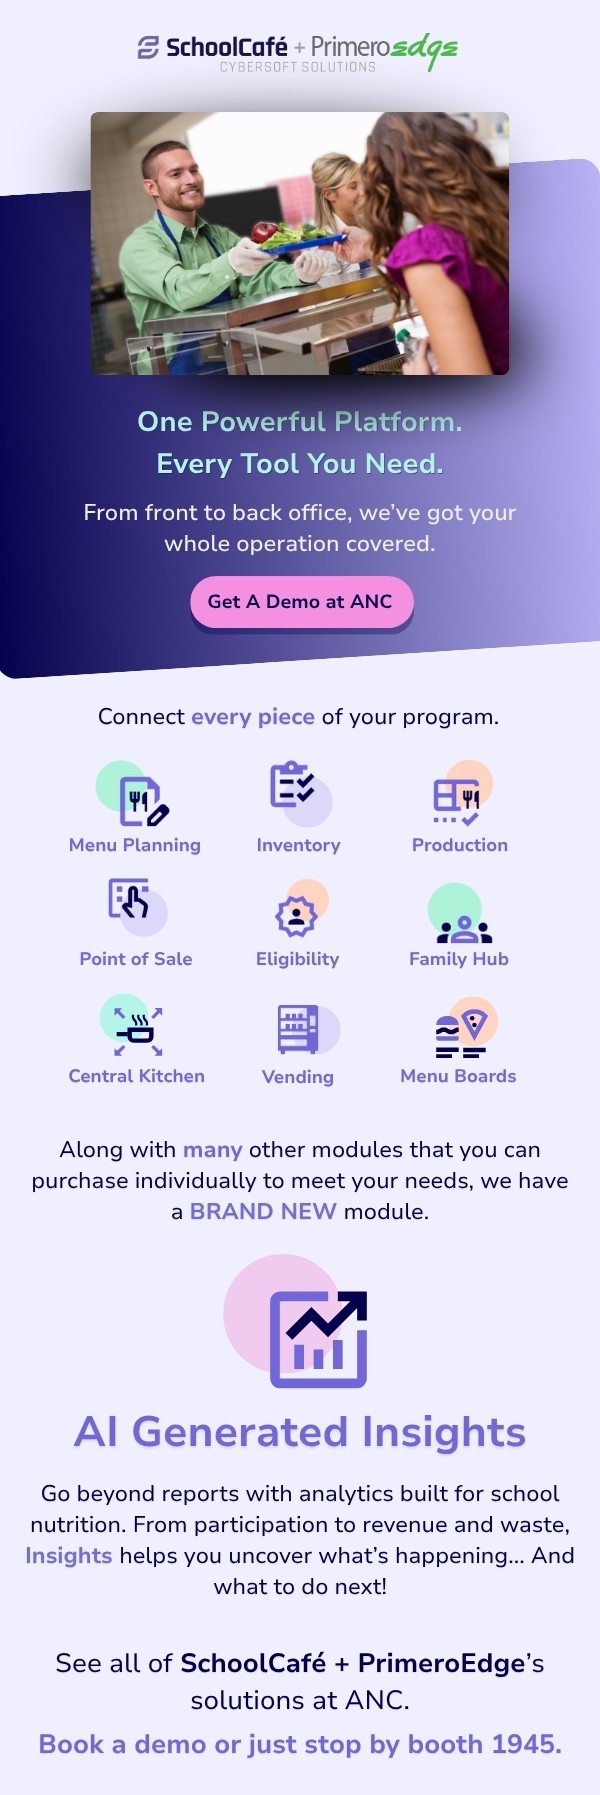 SchoolCafé + Primeroedge
CYBERSOFT SOLUTIONS
One Powerful Platform.
Every Tool You Need.
From front to back office, we’ve got your
whole operation covered.
Get A Demo at ANC
Connect every piece of your program.
Menu Planning Inventory Production
Point of Sale Eligibility Family Hub
Central Kitchen Vending Menu Boards
Along with many other modules that you can
purchase individually to meet your needs, we have
a BRAND NEW module.
AI Generated Insights
Go beyond reports with analytics built for school
nutrition. From participation to revenue and waste,
Insights helps you uncover what’s happening... And
what to do next!
See all of SchoolCafé + PrimeroEdge’s
solutions at ANC.
Book a demo or just stop by booth 1945.